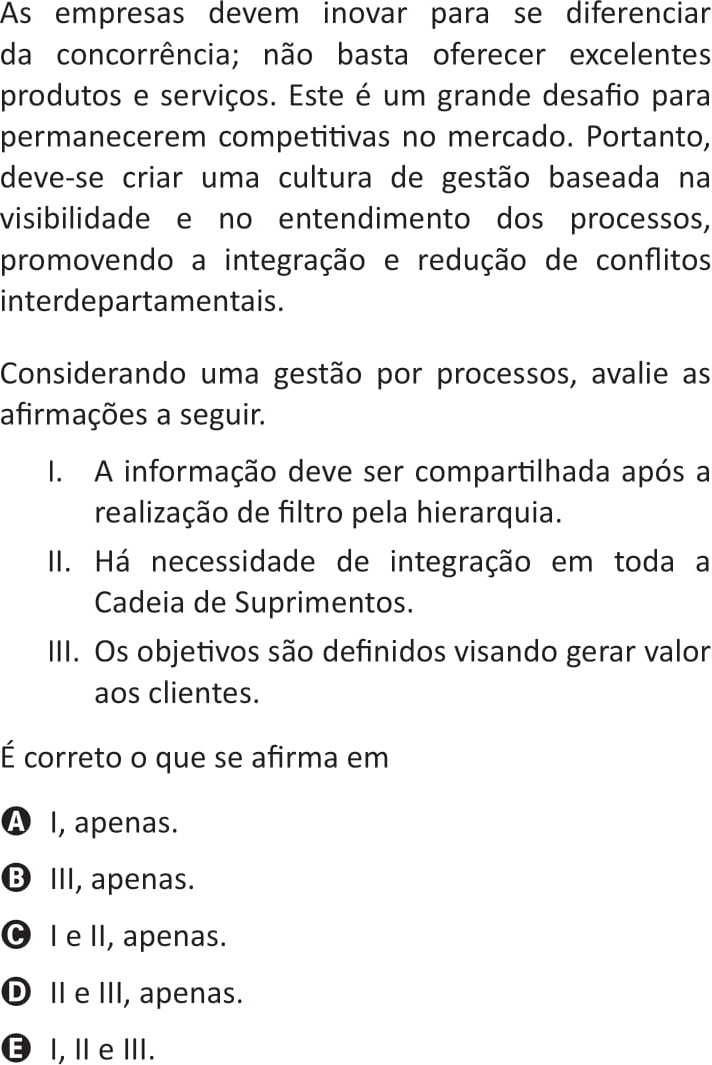 As empresas devem inovar para se diferenciar
da concorrência; não basta oferecer excelentes
produtos e serviços. Este é um grande desafio para
permanecerem competitivas no mercado. Portanto,
deve-se criar uma cultura de gestão baseada na
visibilidade e no entendimento dos processos,
promovendo a integração e redução de conflitos
interdepartamentais.
Considerando uma gestão por processos, avalie as
afirmações a seguir.
I. A informação deve ser compartilhada após a
realização de filtro pela hierarquia.
II. Há necessidade de integração em toda a
Cadeia de Suprimentos.
III. Os objetivos são definidos visando gerar valor
aos clientes.
É correto o que se afirma em
A I, apenas.
B III, apenas.
C I e II, apenas.
D II e III, apenas.
E I, II e III.